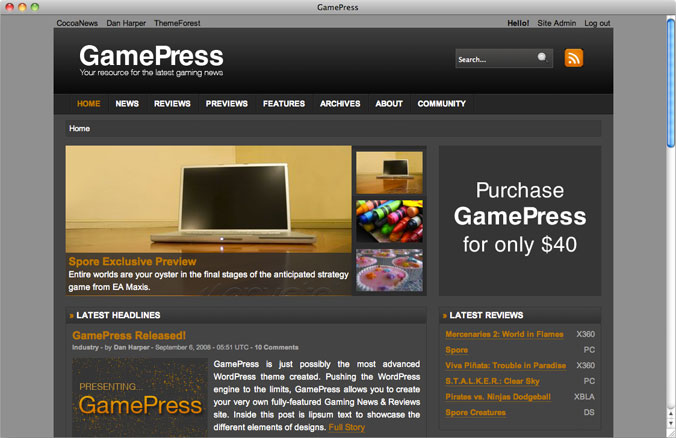 GamePress
CocoaNews Dan Harper ThemeForest Hello! Site Admin Log out
GamePress
Your resource for the latest gaming news
Search...
HOME NEWS REVIEWS PREVIEWS FEATURES ARCHIVES ABOUT COMMUNITY
Home
Spore Exclusive Preview
Entire worlds are your oyster in the final stages of the anticipated strategy
game from EA Maxis.
Purchase
GamePress
for only $40
» LATEST HEADLINES
GamePress Released!
Industry - by Dan Harper - September 6, 2008 - 05:51 UTC - 10 Comments
PRESENTING...
GamePress
GamePress is just possibly the most advanced
WordPress theme created. Pushing the WordPress
engine to the limits, GamePress allows you to create
your very own fully-featured Gaming News & Reviews
site. Inside this post is lipsum text to showcase the
different elements of designs. Full Story
» LATEST REVIEWS
Mercenaries 2: World in Flames X360
Spore PC
Viva Piñata: Trouble in Paradise X360
S.T.A.L.K.E.R.: Clear Sky PC
Pirates vs. Ninjas Dodgeball XBLA
Spore Creatures DS